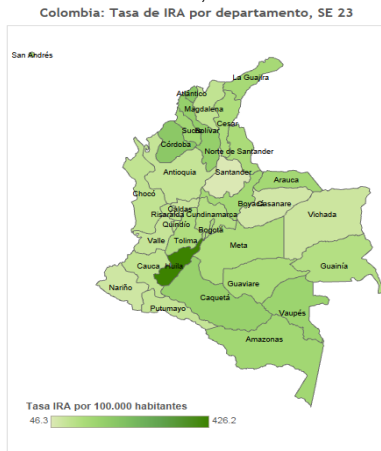 Colombia: Tasa de IRA por departamento, SE 23
San Andrés
La Guajira
Atlántico
Magdalena
Cesar
Sucre
Bolívar
Córdoba
Norte de Santander
Antioquia
Santander
Arauca
Chocó
Caldas
Boyacá
Casanare
Risaralda
Cundinamarca
Vichada
Quindío
Bogotá
Valle
Tolima
Meta
Cauca
Huila
Guainía
Nariño
Guaviare
Caquetá
Putumayo
Vaupés
Amazonas
Tasa IRA por 100.000 habitantes
46.3
426.2